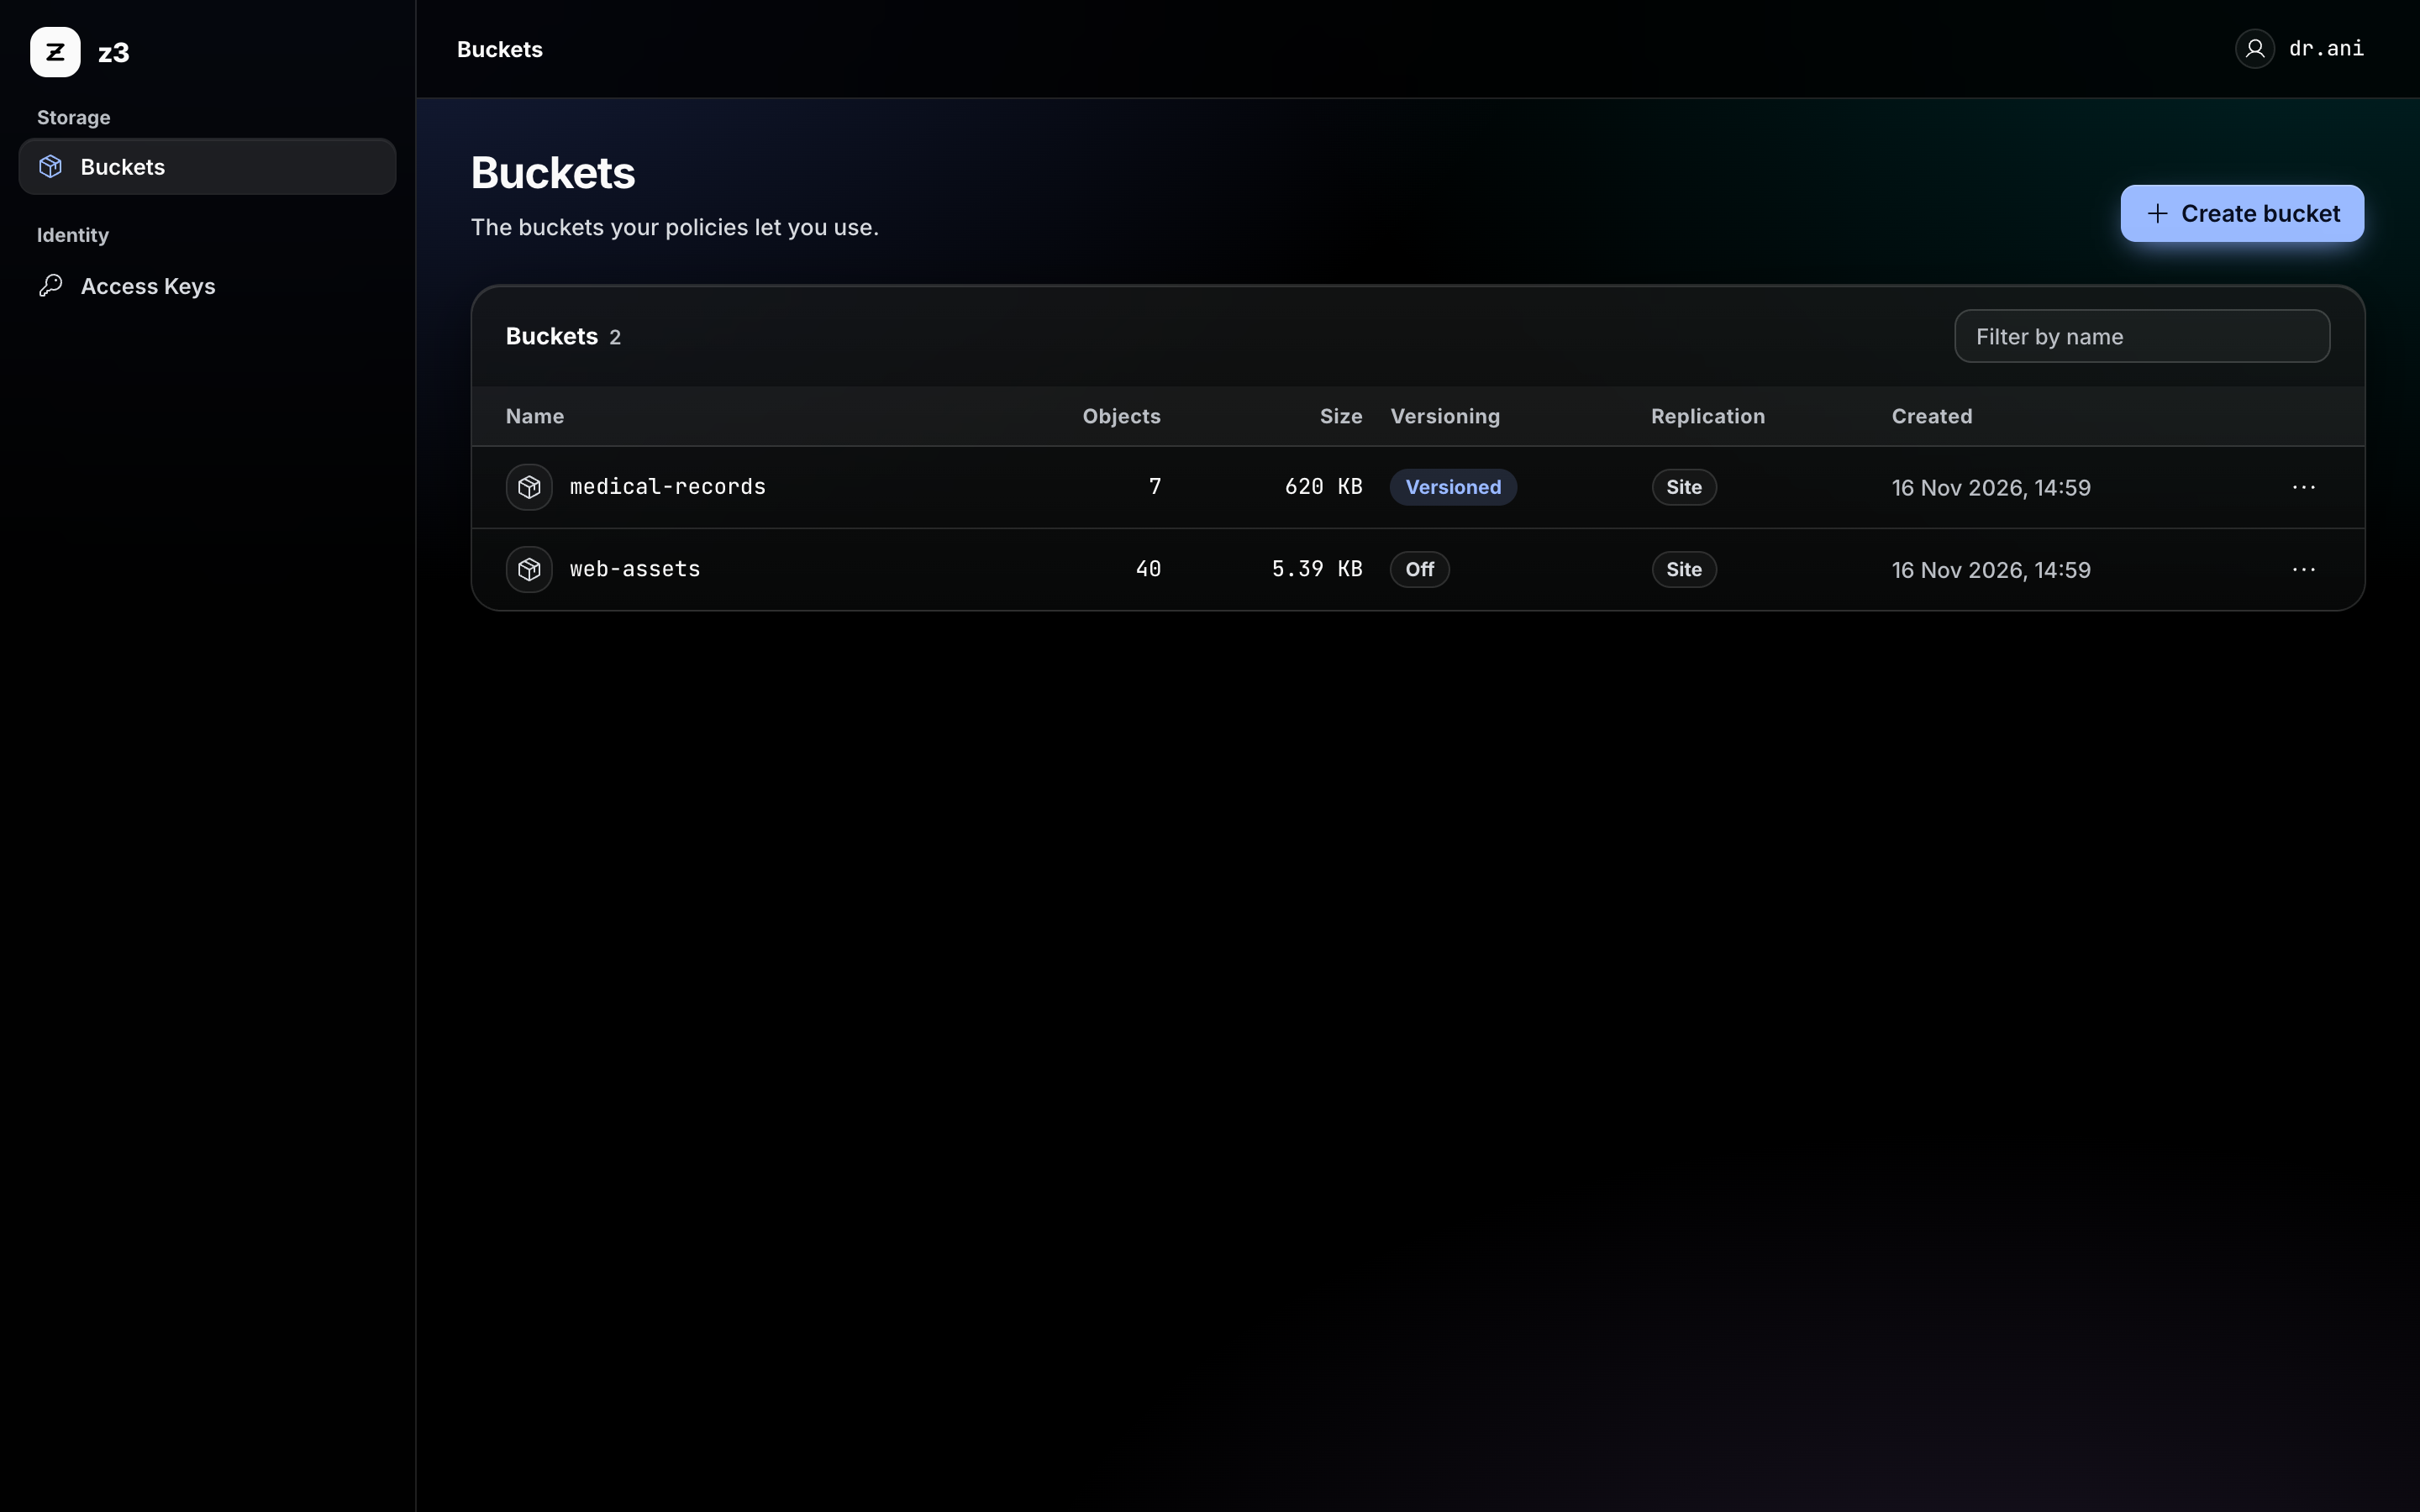 z3
Storage
Buckets
Identity
Access Keys
Buckets
dr.ani
Buckets
The buckets your policies let you use.
Create bucket
Buckets 2
Filter by name
Name Objects Size Versioning Replication Created
medical-records 7 620 KB Versioned Site 16 Nov 2026, 14:59
web-assets 40 5.39 KB Off Site 16 Nov 2026, 14:59